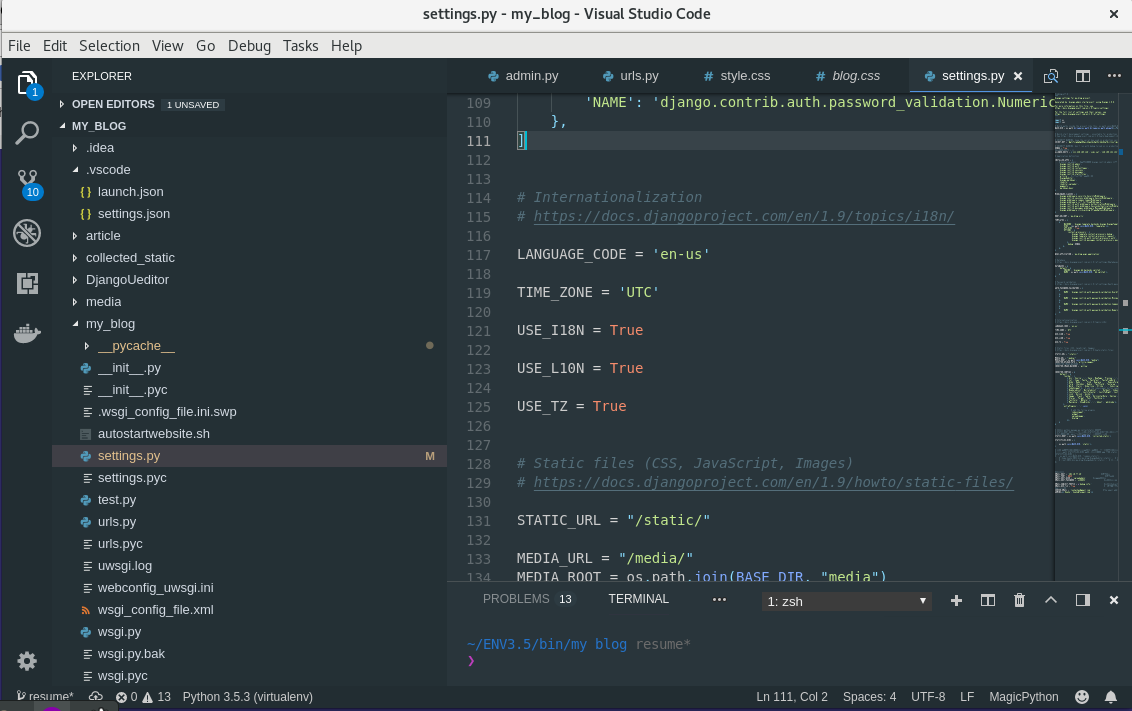 settings.py - my_blog - Visual Studio Code
File Edit Selection View Go Debug Tasks Help
EXPLORER
admin.py urls.py # style.css # blog.css settings.py
1
OPEN EDITORS 1 UNSAVED
MY_BLOG
.idea
.vscode
10
{ } launch.json
{ } settings.json
article
collected_static
DjangoUeditor
media
my_blog
__pycache__
__init__.py
__init__.pyc
.wsgi_config_file.ini.swp
autostartwebsite.sh
settings.py M
settings.pyc
test.py
urls.py
urls.pyc
uwsgi.log
webconfig_uwsgi.ini
wsgi_config_file.xml
wsgi.py
wsgi.py.bak
wsgi.pyc
109 'NAME': 'django.contrib.auth.password_validation.Numeric
110 },
111 ]
112
113
114 # Internationalization
115 # https://docs.djangoproject.com/en/1.9/topics/i18n/
116
117 LANGUAGE_CODE = 'en-us'
118
119 TIME_ZONE = 'UTC'
120
121 USE_I18N = True
122
123 USE_L10N = True
124
125 USE_TZ = True
126
127
128 # Static files (CSS, JavaScript, Images)
129 # https://docs.djangoproject.com/en/1.9/howto/static-files/
130
131 STATIC_URL = "/static/"
132
133 MEDIA_URL = "/media/"
134 MEDIA_ROOT = os.path.join(BASE_DIR, "media")
PROBLEMS 13 TERMINAL ··· 1: zsh
~/ENV3.5/bin/my_blog resume*
❯
resume* 0 13 Python 3.5.3 (virtualenv) Ln 111, Col 2 Spaces: 4 UTF-8 LF MagicPython